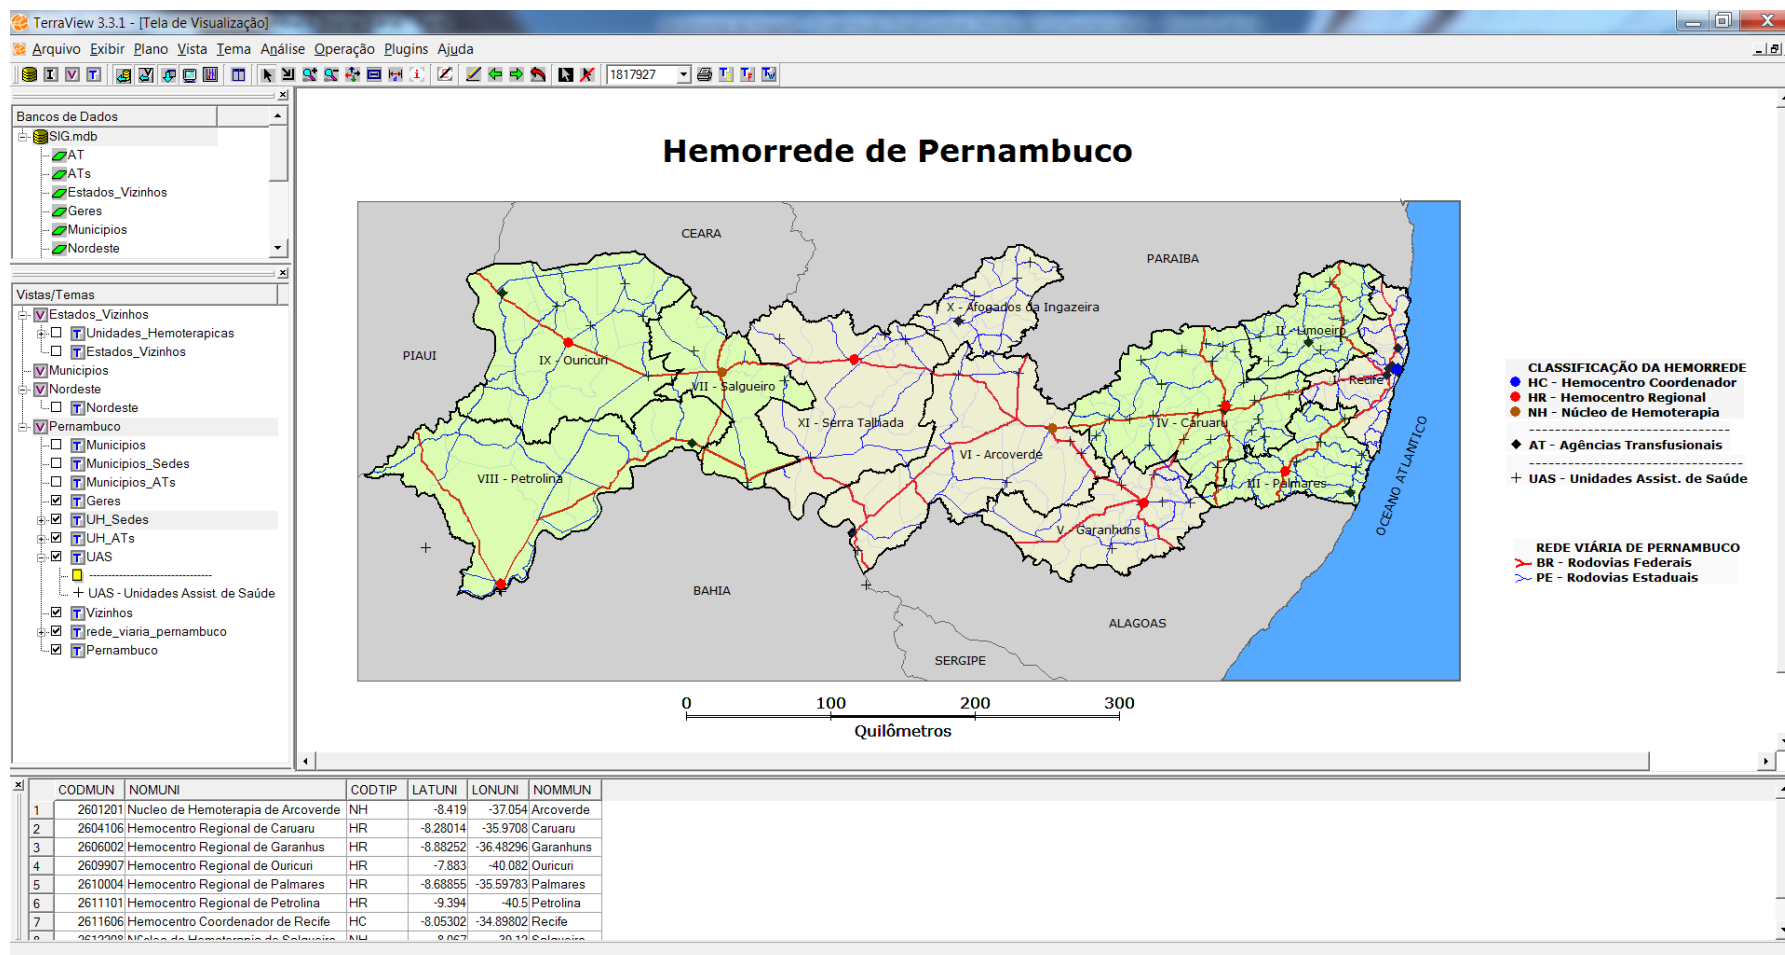 TerraView 3.3.1 - [Tela de Visualização]
Arquivo Exibir Plano Vista Tema Análise Operação Plugins Ajuda
1817927
Bancos de Dados
SIG.mdb
AT
ATs
Estados_Vizinhos
Geres
Municipios
Nordeste
Vistas/Temas
Estados_Vizinhos
Unidades_Hemoterapicas
Estados_Vizinhos
Municipios
Nordeste
Nordeste
Pernambuco
Municipios
Municipios_Sedes
Municipios_ATs
Geres
UH_Sedes
UH_ATs
UAS
---------------------------------
UAS - Unidades Assist. de Saúde
Vizinhos
rede_viaria_pernambuco
Pernambuco
Hemorrede de Pernambuco
CEARA
PARAIBA
PIAUI
X - Afogados da Ingazeira
II - Limoeiro
IX - Ouricuri
VII - Salgueiro
I - Recife
XI - Serra Talhada
IV - Caruaru
VI - Arcoverde
VIII - Petrolina
III - Palmares
V - Garanhuns
OCEANO ATLANTICO
BAHIA
ALAGOAS
SERGIPE
0 100 200 300
Quilômetros
CLASSIFICAÇÃO DA HEMORREDE
HC - Hemocentro Coordenador
HR - Hemocentro Regional
NH - Núcleo de Hemoterapia
---------------------------------
AT - Agências Transfusionais
---------------------------------
UAS - Unidades Assist. de Saúde
REDE VIÁRIA DE PERNAMBUCO
BR - Rodovias Federais
PE - Rodovias Estaduais
CODMUN NOMUNI CODTIP LATUNI LONUNI NOMMUN
1 2601201 Nucleo de Hemoterapia de Arcoverde NH -8.419 -37.054 Arcoverde
2 2604106 Hemocentro Regional de Caruaru HR -8.28014 -35.9708 Caruaru
3 2606002 Hemocentro Regional de Garanhus HR -8.88252 -36.48296 Garanhuns
4 2609907 Hemocentro Regional de Ouricuri HR -7.883 -40.082 Ouricuri
5 2610004 Hemocentro Regional de Palmares HR -8.68855 -35.59783 Palmares
6 2611101 Hemocentro Regional de Petrolina HR -9.394 -40.5 Petrolina
7 2611606 Hemocentro Coordenador de Recife HC -8.05302 -34.89802 Recife